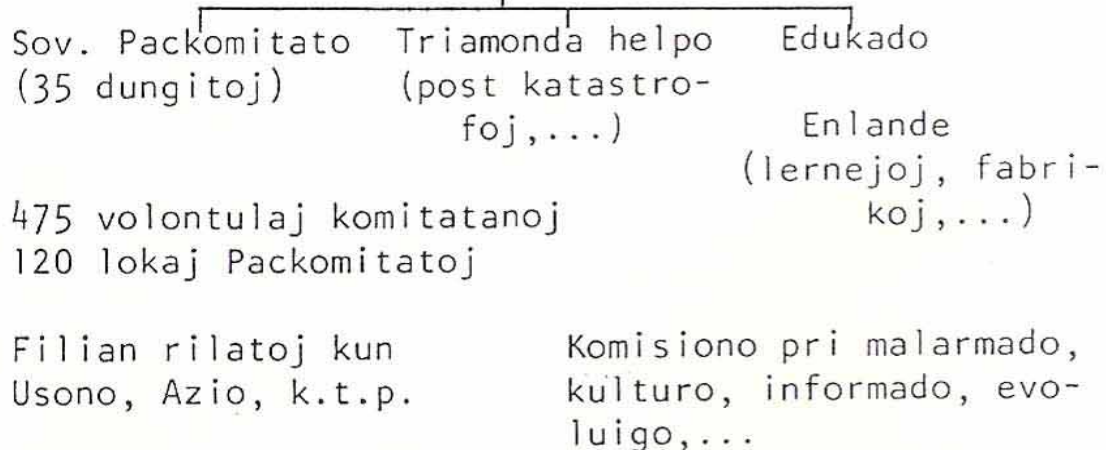 Sov. Packomitato
(35 dungitoj)
Triamonda helpo
(post katastro-
foj,...)
Edukado
Enlande
(lernejoj, fabri-
koj,...)
475 volontulaj komitatanoj
120 lokaj Packomitatoj
Filian rilatoj kun
Usono, Azio, k.t.p.
Komisiono pri malarmado,
kulturo, informado, evo-
luigo,...